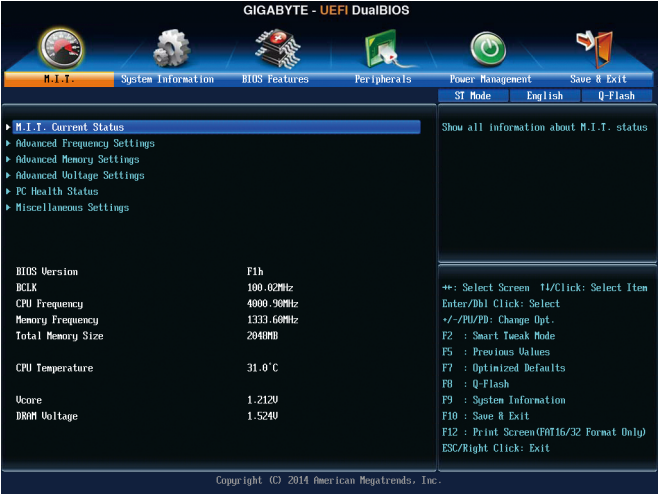 GIGABYTE - UEFI DualBIOS
M.I.T. System Information BIOS Features Peripherals Power Management Save & Exit
ST Mode English Q-Flash
M.I.T. Current Status
Advanced Frequency Settings
Advanced Memory Settings
Advanced Voltage Settings
PC Health Status
Miscellaneous Settings
BIOS Version F1h
BCLK 100.02MHz
CPU Frequency 4000.90MHz
Memory Frequency 1333.60MHz
Total Memory Size 2048MB
CPU Temperature 31.0°C
Vcore 1.212V
DRAM Voltage 1.524V
Show all information about M.I.T. status
→←: Select Screen ↑↓/Click: Select Item
Enter/Dbl Click: Select
+/-/PU/PD: Change Opt.
F2 : Smart Tweak Mode
F5 : Previous Values
F7 : Optimized Defaults
F8 : Q-Flash
F9 : System Information
F10 : Save & Exit
F12 : Print Screen(FAT16/32 Format Only)
ESC/Right Click: Exit
Copyright (C) 2014 American Megatrends, Inc.